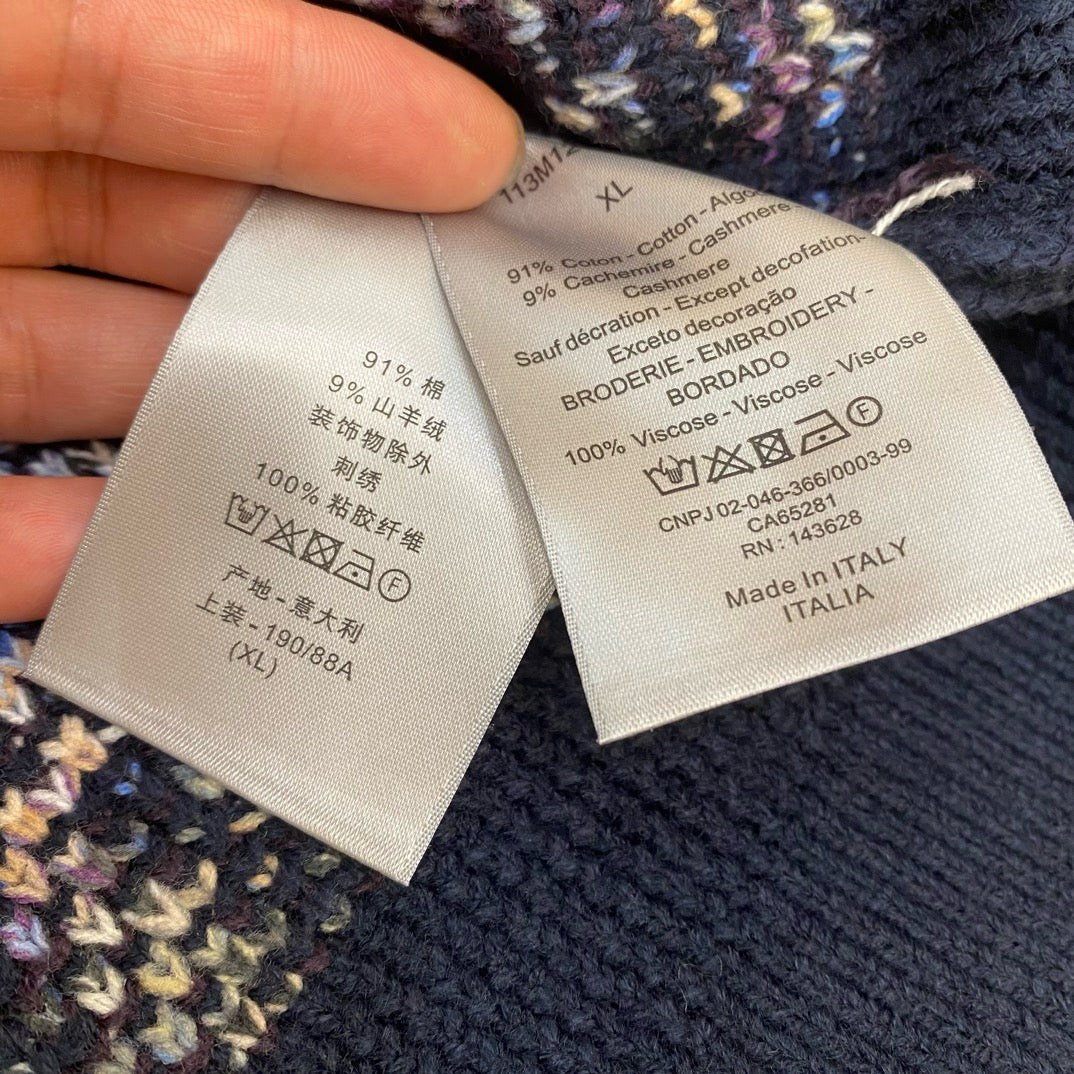 91% 棉
9% 山羊绒
装饰物除外
刺绣
100% 粘胶纤维
F
产地-意大利
上装-190/88A
(XL)
XL
91% Coton - Cotton -
9% Cachemire - Cashmere
Cashmere
Sauf décration - Except decofation-
Exceto decoração
BRODERIE - EMBROIDERY -
BORDADO
100% Viscose - Viscose - Viscose
F
CNPJ 02-046-366/0003-99
CA65281
RN : 143628
Made In ITALY
ITALIA